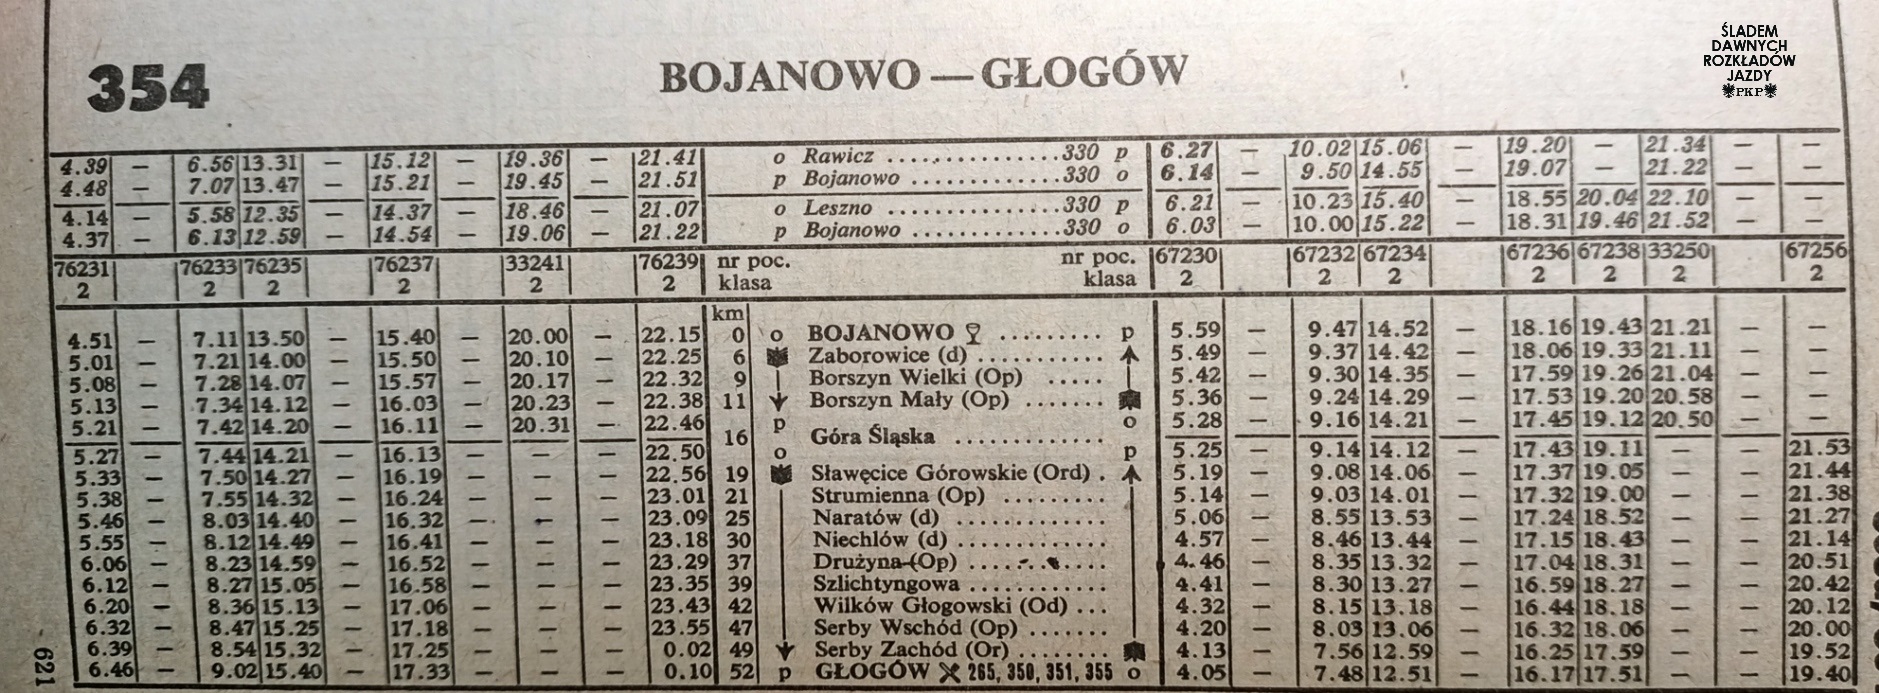 ŚLADEM
DAWNYCH
ROZKŁADÓW
JAZDY
PKP
354 BOJANOWO — GŁOGÓW
4.39 — 6.56 13.31 — 15.12 — 19.36 — 21.41 o Rawicz ................330 p 6.27 — 10.02 15.06 — 19.20 — 21.34 — —
4.48 — 7.07 13.47 — 15.21 — 19.45 — 21.51 p Bojanowo ............330 o 6.14 — 9.50 14.55 — 19.07 — 21.22 — —
4.14 — 5.58 12.35 — 14.37 — 18.46 — 21.07 o Leszno ..............330 p 6.21 — 10.23 15.40 — 18.55 20.04 22.10 — —
4.37 — 6.13 12.59 — 14.54 — 19.06 — 21.22 p Bojanowo ............330 o 6.03 — 10.00 15.22 — 18.31 19.46 21.52 — —
76231 76233 76235 76237 33241 76239 nr poc. nr poc. 67230 67232 67234 67236 67238 33250 67256
2 2 2 2 2 2 klasa klasa 2 2 2 2 2 2 2
km
4.51 — 7.11 13.50 — 15.40 — 20.00 — 22.15 0 o BOJANOWO ......... p 5.59 — 9.47 14.52 — 18.16 19.43 21.21 — —
5.01 — 7.21 14.00 — 15.50 — 20.10 — 22.25 6 Zaborowice (d) ........... 5.49 — 9.37 14.42 — 18.06 19.33 21.11 — —
5.08 — 7.28 14.07 — 15.57 — 20.17 — 22.32 9 Borszyn Wielki (Op) ..... 5.42 — 9.30 14.35 — 17.59 19.26 21.04 — —
5.13 — 7.34 14.12 — 16.03 — 20.23 — 22.38 11 Borszyn Mały (Op) ....... 5.36 — 9.24 14.29 — 17.53 19.20 20.58 — —
5.21 — 7.42 14.20 — 16.11 — 20.31 — 22.46 p o 5.28 — 9.16 14.21 — 17.45 19.12 20.50 — —
16 Góra Śląska .............
5.27 — 7.44 14.21 — 16.13 — — — 22.50 o p 5.25 — 9.14 14.12 — 17.43 19.11 — — 21.53
5.33 — 7.50 14.27 — 16.19 — — — 22.56 19 Sławęcice Górowskie (Ord) . 5.19 — 9.08 14.06 — 17.37 19.05 — — 21.44
5.38 — 7.55 14.32 — 16.24 — — — 23.01 21 Strumienna (Op) ......... 5.14 — 9.03 14.01 — 17.32 19.00 — — 21.38
5.46 — 8.03 14.40 — 16.32 — — — 23.09 25 Naratów (d) ............. 5.06 — 8.55 13.53 — 17.24 18.52 — — 21.27
5.55 — 8.12 14.49 — 16.41 — — — 23.18 30 Niechlów (d) ............ 4.57 — 8.46 13.44 — 17.15 18.43 — — 21.14
6.06 — 8.23 14.59 — 16.52 — — — 23.29 37 Drużyna (Op) ........... 4.46 — 8.35 13.32 — 17.04 18.31 — — 20.51
6.12 — 8.27 15.05 — 16.58 — — — 23.35 39 Szlichtyngowa ........... 4.41 — 8.30 13.27 — 16.59 18.27 — — 20.42
6.20 — 8.36 15.13 — 17.06 — — — 23.43 42 Wilków Głogowski (Od) ... 4.32 — 8.15 13.18 — 16.44 18.18 — — 20.12
6.32 — 8.47 15.25 — 17.18 — — — 23.55 47 Serby Wschód (Op) ....... 4.20 — 8.03 13.06 — 16.32 18.06 — — 20.00
6.39 — 8.54 15.32 — 17.25 — — — 0.02 49 Serby Zachód (Or) ........ 4.13 — 7.56 12.59 — 16.25 17.59 — — 19.52
6.46 — 9.02 15.40 — 17.33 — — — 0.10 52 p GŁOGÓW 265, 350, 351, 355 o 4.05 — 7.48 12.51 — 16.17 17.51 — — 19.40
621